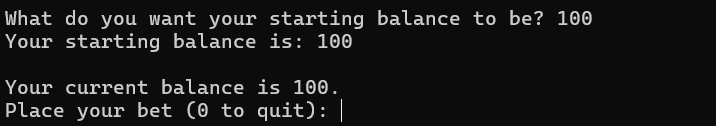 What do you want your starting balance to be? 100
Your starting balance is: 100
Your current balance is 100.
Place your bet (0 to quit):